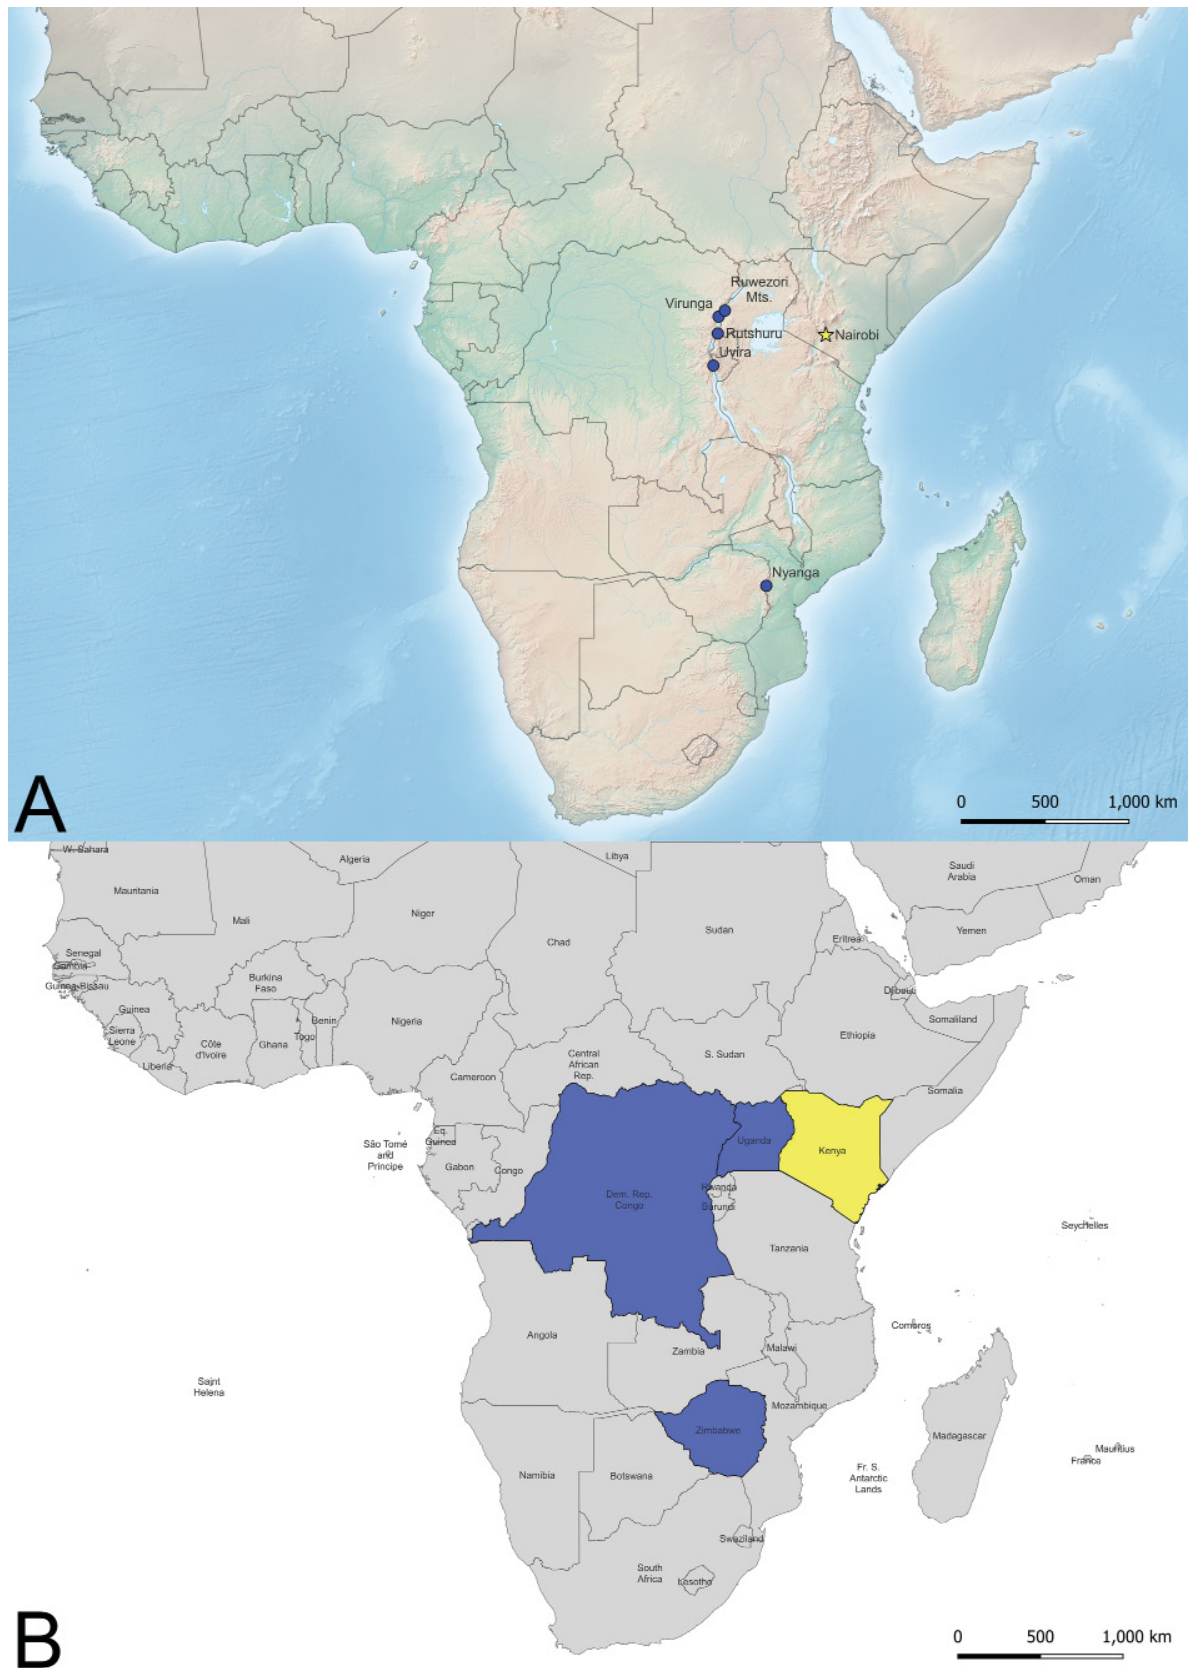 Ruwezori
Mts.
Virunga
Rutshuru
Nairobi
Uvira
Nyanga
A
0 500 1,000 km
W. Sahara
Algeria
Libya
Saudi
Arabia
Oman
Mauritania
Mali
Niger
Chad
Sudan
Eritrea
Yemen
Senegal
Gambia
Guinea-Bissau
Burkina
Faso
Djibouti
Guinea
Benin
Nigeria
Somaliland
Sierra
Leone
Côte
d'Ivoire
Ghana
Togo
Ethiopia
Liberia
Central
African
Rep.
S. Sudan
Cameroon
Somalia
Eq.
Guinea
São Tomé
and
Principe
Gabon
Congo
Uganda
Kenya
Dem. Rep.
Congo
Rwanda
Burundi
Seychelles
Tanzania
Angola
Comoros
Zambia
Malawi
Saint
Helena
Mozambique
Zimbabwe
Madagascar
Mauritius
France
Namibia
Botswana
Fr. S.
Antarctic
Lands
Swaziland
South
Africa
Lesotho
B
0 500 1,000 km